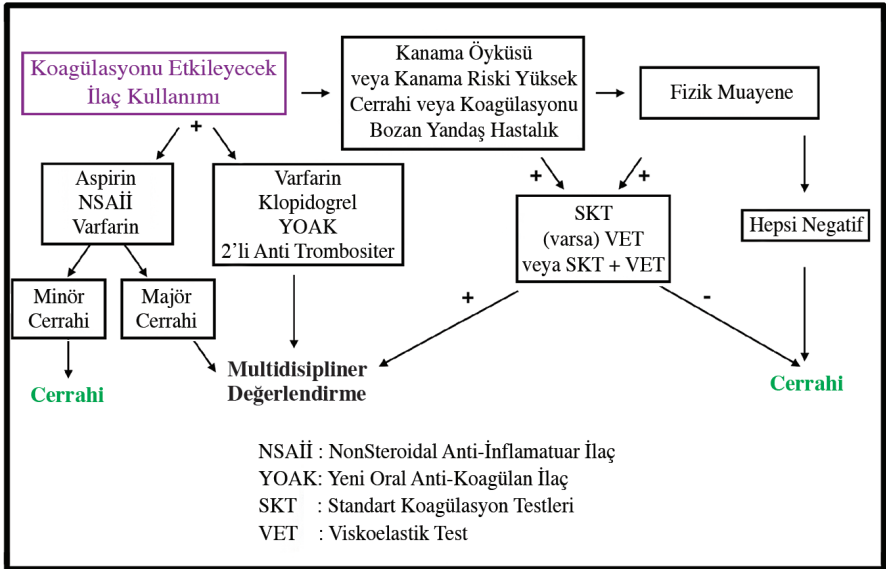 Koagülasyonu Etkileyecek
İlaç Kullanımı
Kanama Öyküsü
veya Kanama Riski Yüksek
Cerrahi veya Koagülasyonu
Bozan Yandaş Hastalık
Fizik Muayene
+
Aspirin
NSAİİ
Varfarin
Varfarin
Klopidogrel
YOAK
2’li Anti Trombositer
+
+
SKT
(varsa) VET
veya SKT + VET
Hepsi Negatif
Minör
Cerrahi
Majör
Cerrahi
+
-
Cerrahi
Multidisipliner
Değerlendirme
Cerrahi
NSAİİ : NonSteroidal Anti-İnflamatuar İlaç
YOAK: Yeni Oral Anti-Koagülan İlaç
SKT : Standart Koagülasyon Testleri
VET : Viskoelastik Test